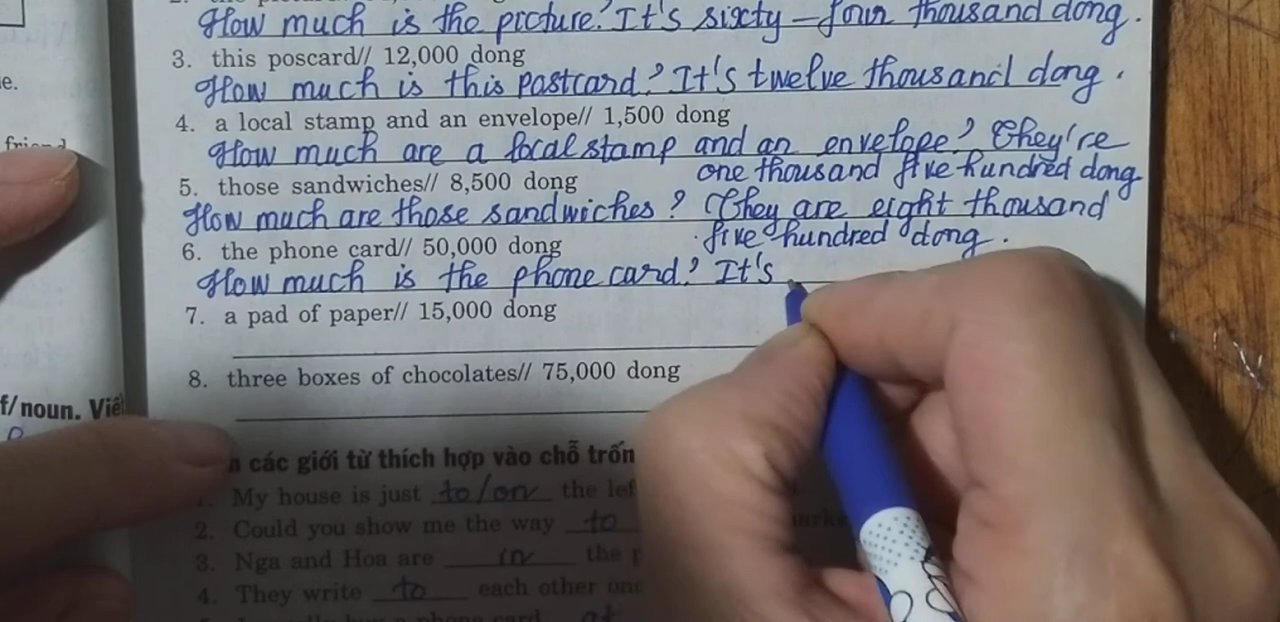 How much is the picture? It's sixty-four thousand dong.
3. this poscard// 12,000 dong
e.
How much is this postcard? It's twelve thousand dong.
4. a local stamp and an envelope// 1,500 dong
How much are a local stamp and an envelope? They're
one thousand five hundred dong
5. those sandwiches// 8,500 dong
How much are those sandwiches? They are eight thousand
five hundred dong.
6. the phone card// 50,000 dong
How much is the phone card? It's
7. a pad of paper// 15,000 dong
8. three boxes of chocolates// 75,000 dong
f/noun. Viế
n các giới từ thích hợp vào chỗ trốn
1. My house is just to/on the lef
2. Could you show me the way to
3. Nga and Hoa are in the p
4. They write to each other on
phone card at